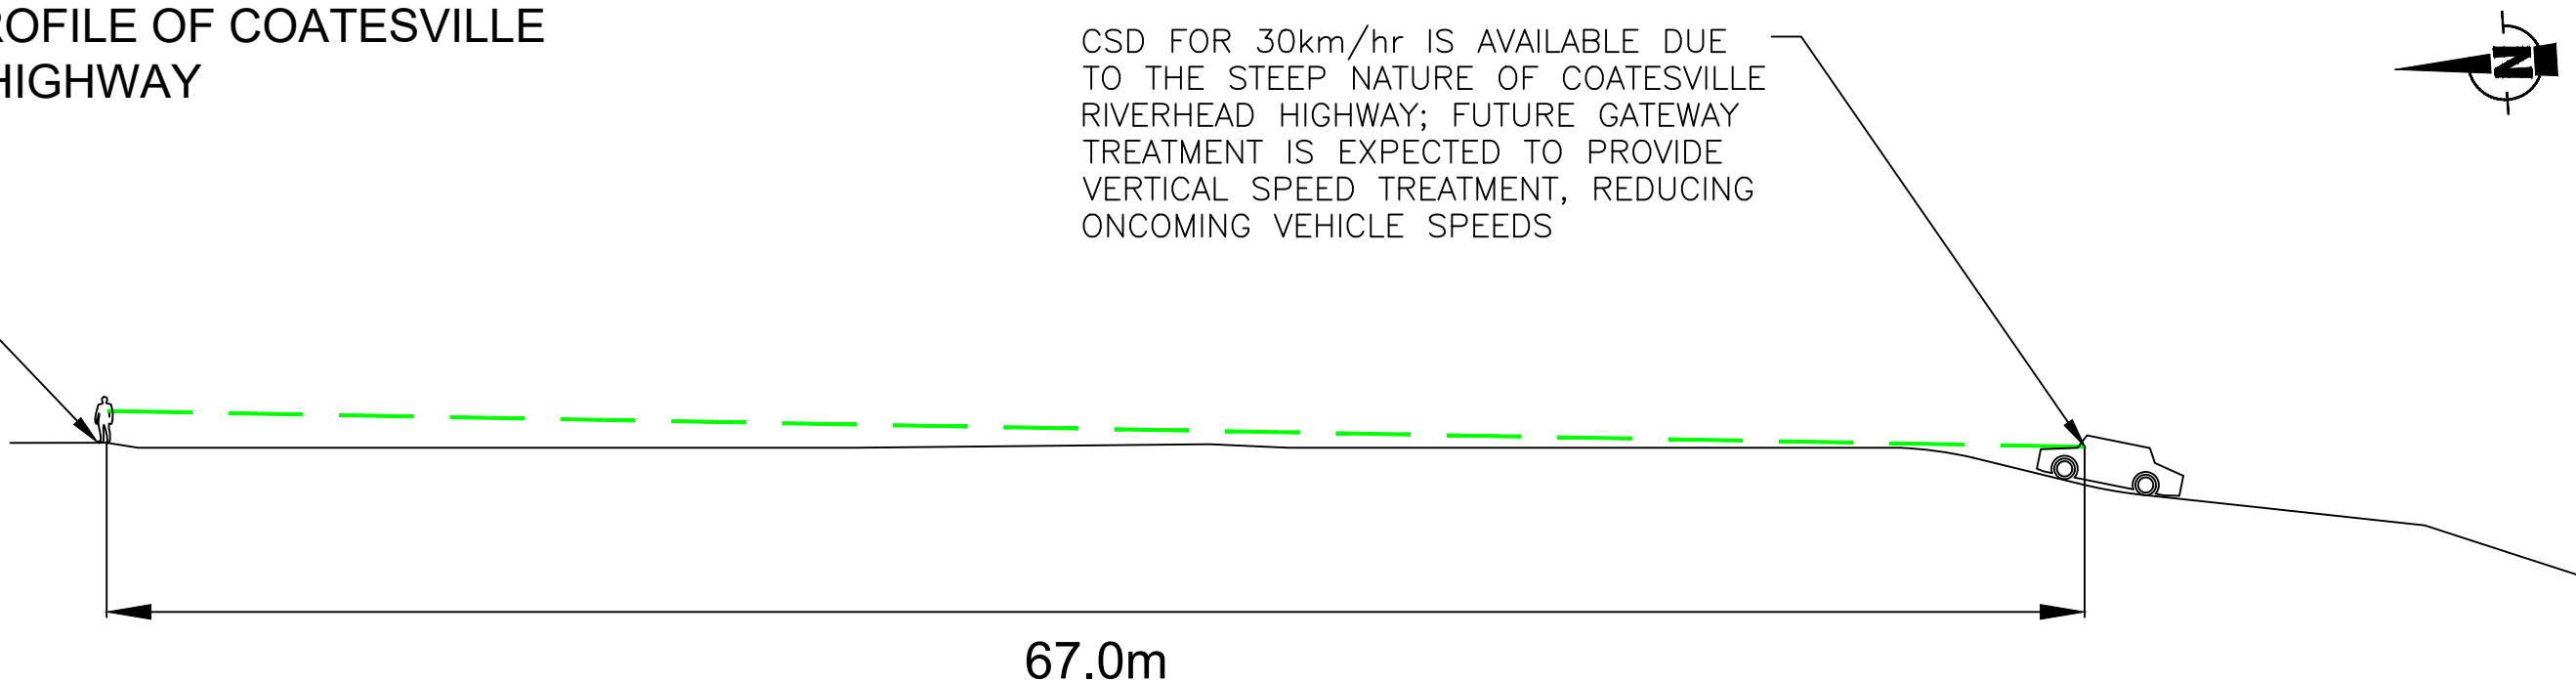 ROFILE OF COATESVILLE
HIGHWAY
CSD FOR 30km/hr IS AVAILABLE DUE
TO THE STEEP NATURE OF COATESVILLE
RIVERHEAD HIGHWAY; FUTURE GATEWAY
TREATMENT IS EXPECTED TO PROVIDE
VERTICAL SPEED TREATMENT, REDUCING
ONCOMING VEHICLE SPEEDS
N
67.0m